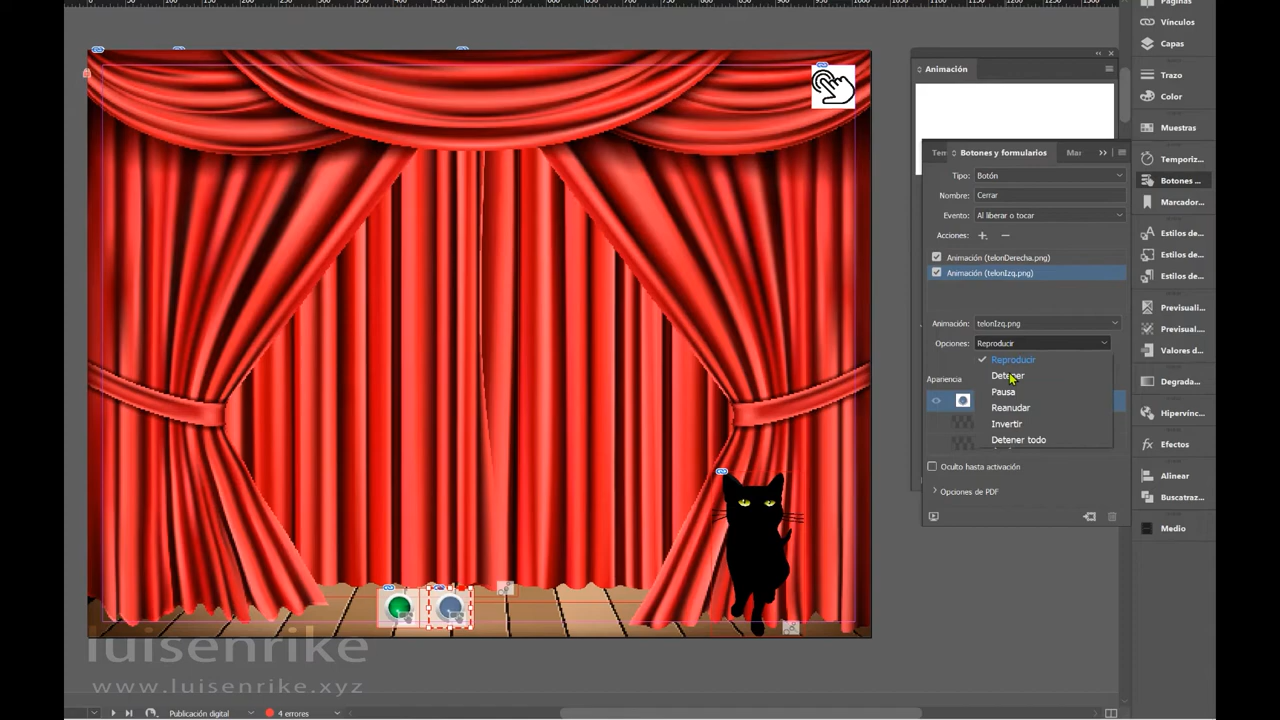 Páginas
Vínculos
Capas
Trazo
Color
Muestras
Temporiz...
Botones ...
Marcador...
Estilos de...
Estilos de...
Estilos de...
Previsuali...
Previsual...
Valores d...
Degrada...
Hipervínc...
fx Efectos
Alinear
Buscatraz...
Medio
Animación
Botones y formularios
Mar
Tipo: Botón
Nombre: Cerrar
Evento: Al liberar o tocar
Acciones:
Animación (telonDerecha.png)
Animación (telonIzq.png)
Animación: telonIzq.png
Opciones: Reproducir
Reproducir
Detener
Pausa
Reanudar
Invertir
Detener todo
Apariencia
Oculto hasta activación
Opciones de PDF
luisenrike
www.luisenrike.xyz
Publicación digital
4 errores